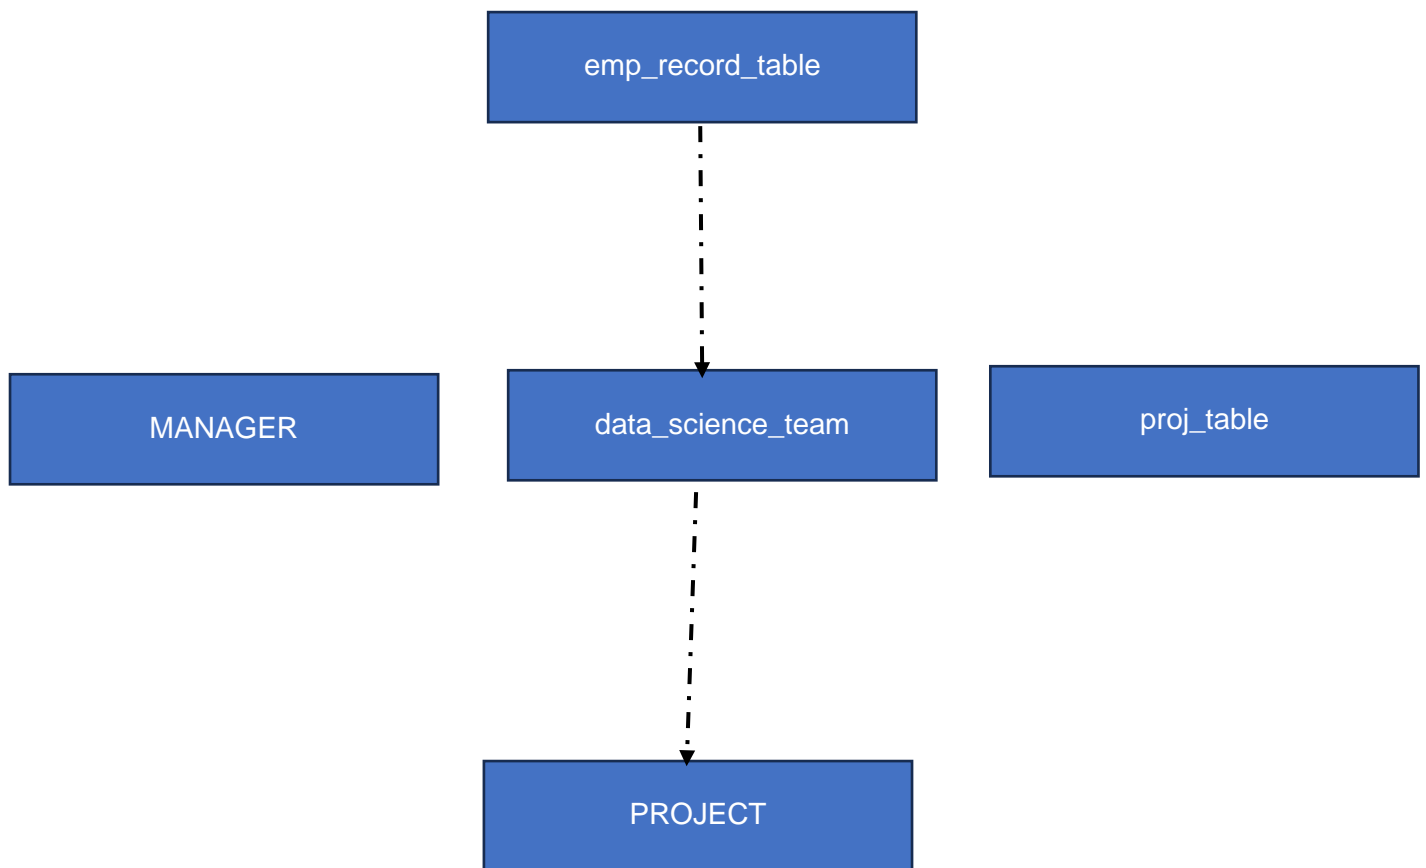 emp_record_table
MANAGER
data_science_team
proj_table
PROJECT